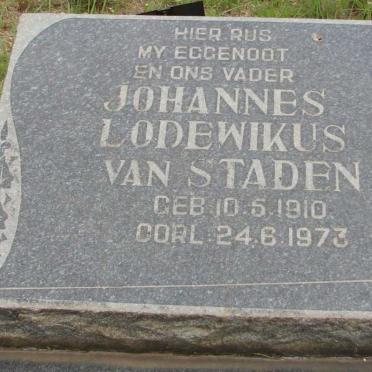 HIER RUS
MY EGGENOOT
EN ONS VADER
JOHANNES
LODEWIKUS
VAN STADEN
GEB. 10.5.1910.
OORL. 24.6.1973